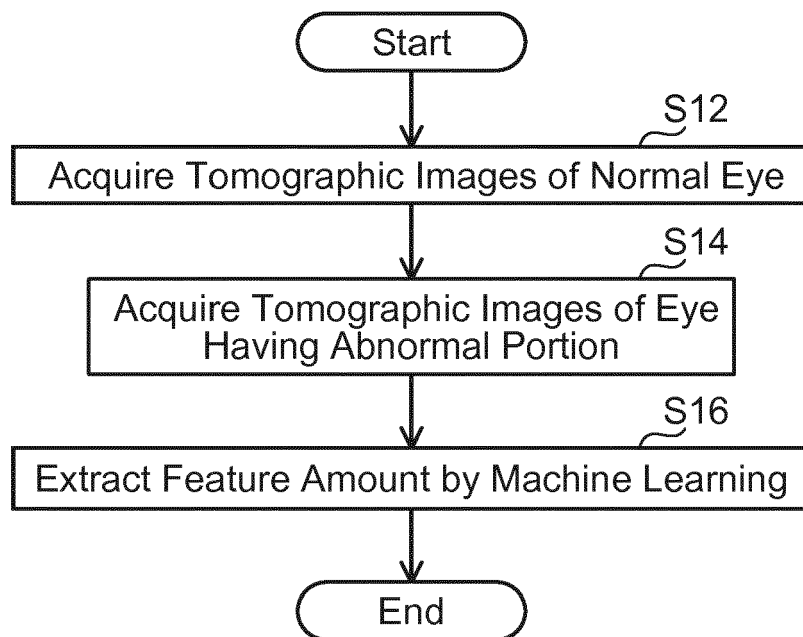 Start
S12
Acquire Tomographic Images of Normal Eye
S14
Acquire Tomographic Images of Eye
Having Abnormal Portion
S16
Extract Feature Amount by Machine Learning
End